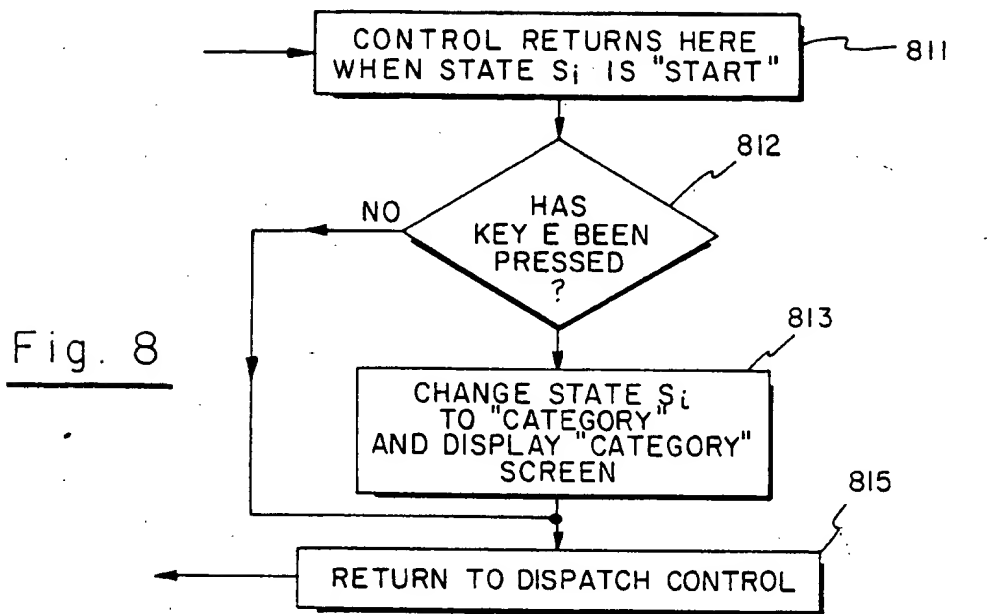 CONTROL RETURNS HERE
WHEN STATE Si IS "START"
811
812
HAS
KEY E BEEN
PRESSED
?
NO
813
Fig. 8
CHANGE STATE Si
TO "CATEGORY"
AND DISPLAY "CATEGORY"
SCREEN
815
RETURN TO DISPATCH CONTROL